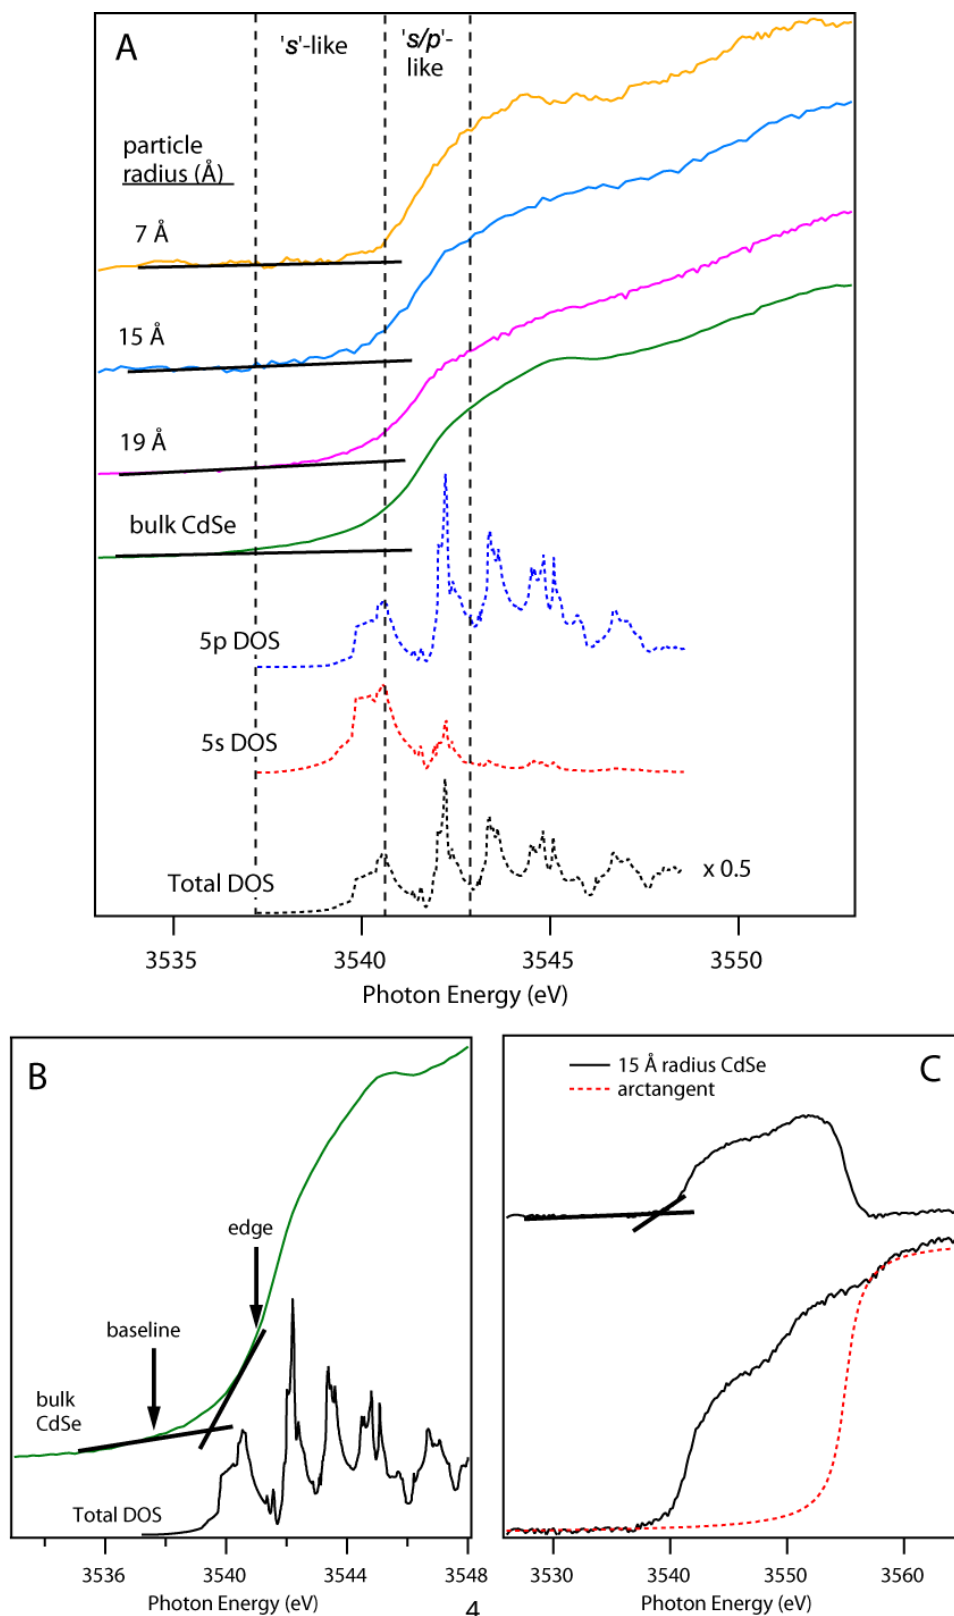 A
's'-like
's/p'-
like
particle
radius (Å)
7 Å
15 Å
19 Å
bulk CdSe
5p DOS
5s DOS
Total DOS
x 0.5
3535 3540 3545 3550
Photon Energy (eV)
B
edge
baseline
bulk
CdSe
Total DOS
3536 3540 3544 3548
Photon Energy (eV)
C
15 Å radius CdSe
arctangent
3530 3540 3550 3560
Photon Energy (eV)
4